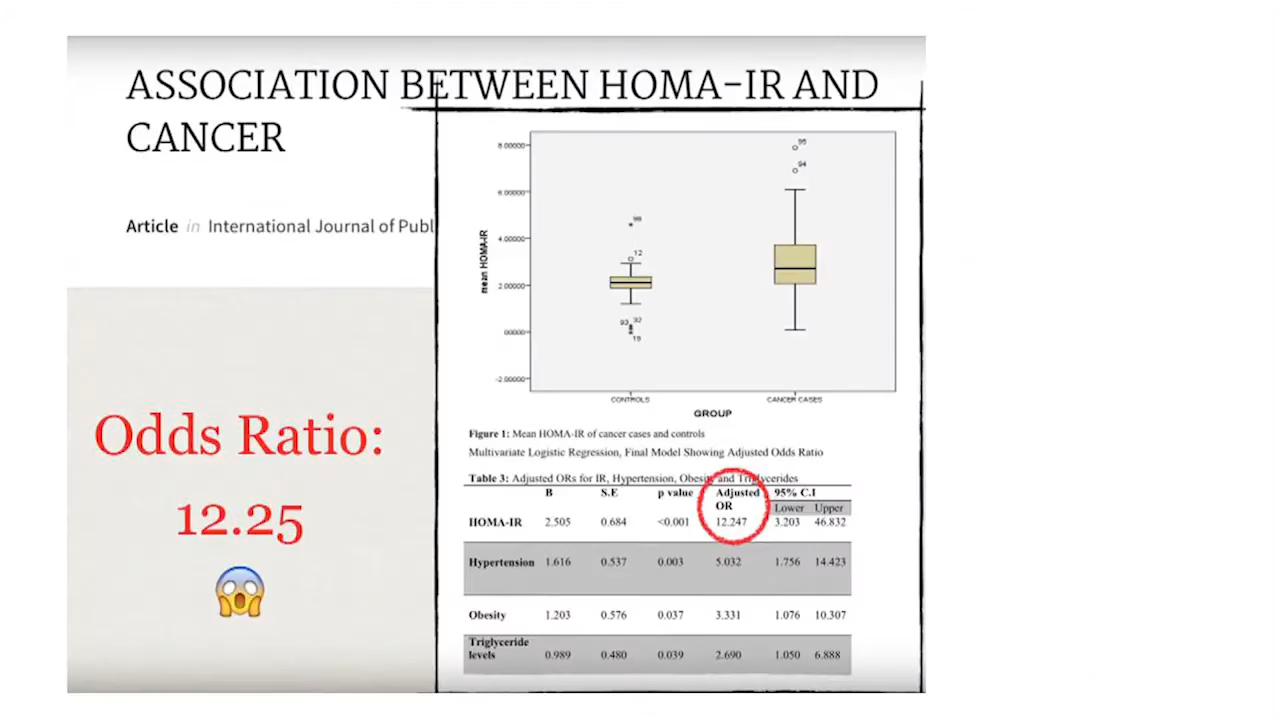 ASSOCIATION BETWEEN HOMA-IR AND
CANCER
Article in International Journal of Publ
Odds Ratio:
12.25
8.00000
6.00000
4.00000
2.00000
.00000
-2.00000
mean HOMA-IR
98
12
93 32
19
95
94
CONTROLS CANCER CASES
GROUP
Figure 1: Mean HOMA-IR of cancer cases and controls
Multivariate Logistic Regression, Final Model Showing Adjusted Odds Ratio
Table 3: Adjusted ORs for IR, Hypertension, Obesity and Triglycerides
B S.E p value Adjusted OR 95% C.I
Lower Upper
HOMA-IR 2.505 0.684 <0.001 12.247 3.203 46.832
Hypertension 1.616 0.537 0.003 5.032 1.756 14.423
Obesity 1.203 0.576 0.037 3.331 1.076 10.307
Triglyceride
levels 0.989 0.480 0.039 2.690 1.050 6.888